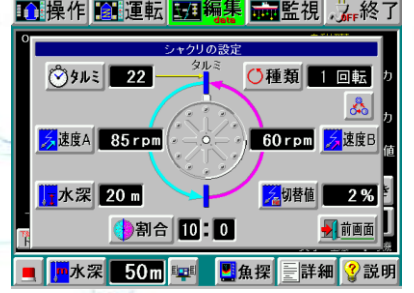 操作 運転 編集 data 監視 OFF 終了
シャクリの設定
タルミ
タルミ 22 種類 1 回転
速度A 85rpm 60rpm 速度B
水深 20 m 切替値 2%
割合 10:0 前画面
水深 50m 魚探 詳細 説明